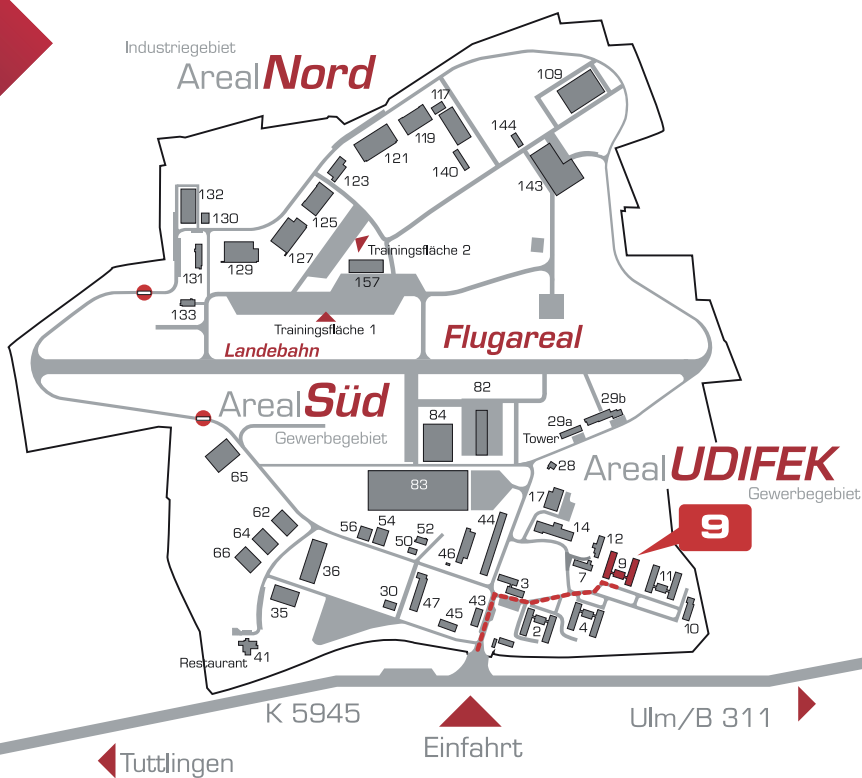 Industriegebiet
Areal Nord
109
117
119
144
121
140
143
123
132
125
130
127
Trainingsfläche 2
129
131
157
133
Trainingsfläche 1
Landebahn
Flugareal
82
Areal Süd
Gewerbegebiet
84
29b
29a
Tower
28
Areal UDIFEK
Gewerbegebiet
65
83
17
62
44
14
9
56
54
52
12
64
50
46
66
7
9
11
36
3
35
30
47
43
45
2
4
10
Restaurant
41
K 5945
Ulm/B 311
Einfahrt
Tuttlingen